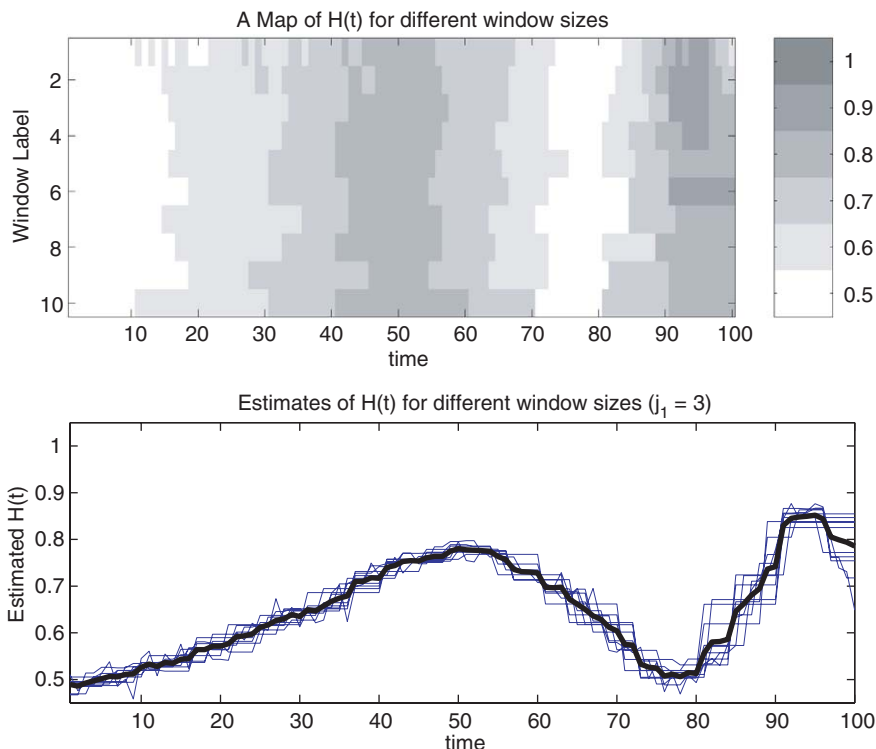 A Map of H(t) for different window sizes
Window Label
2
4
6
8
10
10 20 30 40 50 60 70 80 90 100
time
1
0.9
0.8
0.7
0.6
0.5
Estimates of H(t) for different window sizes (j₁ = 3)
Estimated H(t)
1
0.9
0.8
0.7
0.6
0.5
10 20 30 40 50 60 70 80 90 100
time